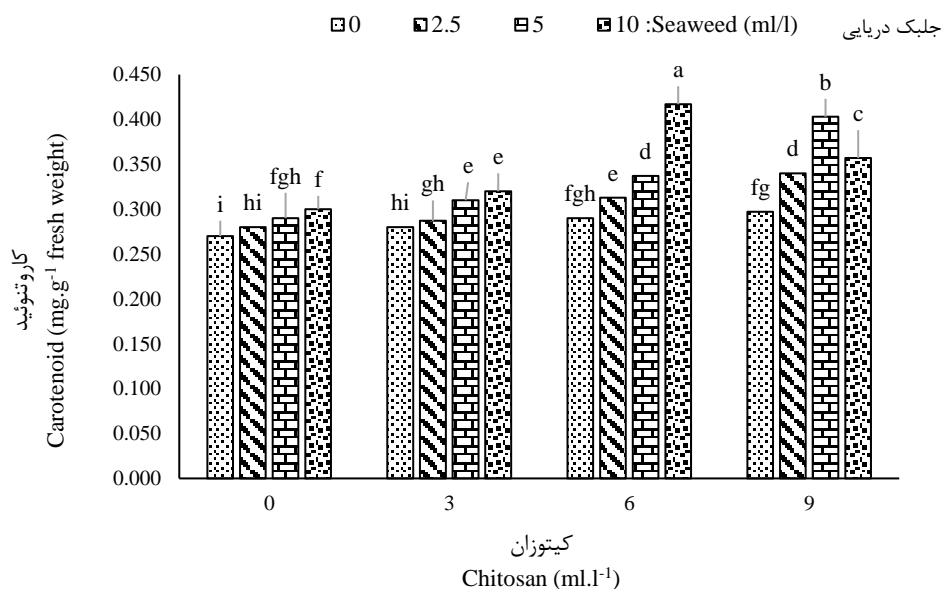 0 2.5 5 10 :Seaweed (ml/l) جلبک دریایی
0.450
0.400
0.350
0.300
0.250
0.200
0.150
0.100
0.050
0.000
کاروتنوئید
Carotenoid (mg.g-1 fresh weight)
i hi fgh f
hi gh e e
fgh e d a
fg d b c
0 3 6 9
کیتوزان
Chitosan (ml.l-1)